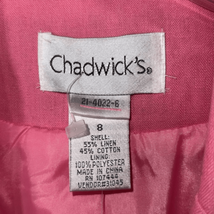 Chadwick's®
21-4022-6
8
SHELL:
55% LINEN
45% COTTON
LINING:
100% POLYESTER
MADE IN CHINA
RN 107444
VENDOR#31045